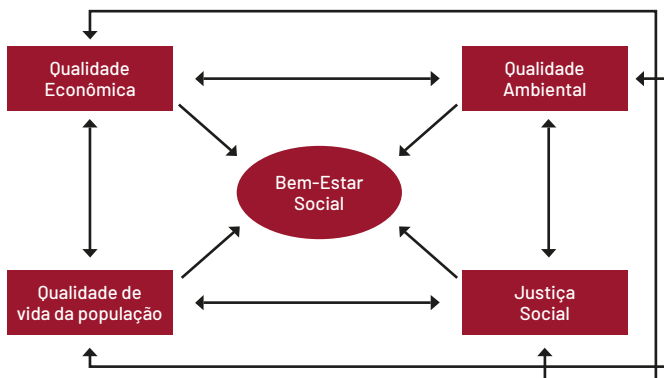 Qualidade
Econômica
Qualidade
Ambiental
Bem-Estar
Social
Qualidade de
vida da população
Justiça
Social